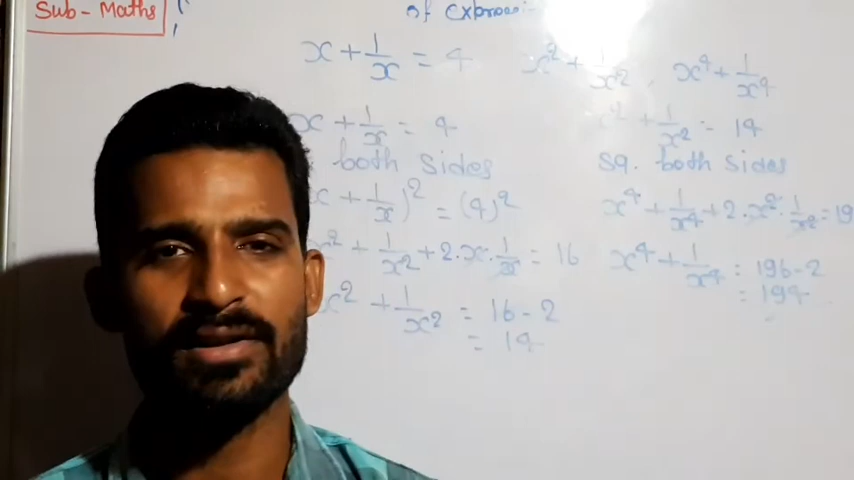 Sub- Maths
of
x + 1/x = 4
x² + 1/x² , x⁴ + 1/x⁴
x + 1/x = 4
both sides
x + 1/x)² = (4)²
x² + 1/x² + 2·x·1/x = 16
x² + 1/x² = 16-2
= 14
x² + 1/x² = 14
sq. both sides
x⁴ + 1/x⁴ + 2·x²·1/x² = 19
x⁴ + 1/x⁴ = 196-2
= 194